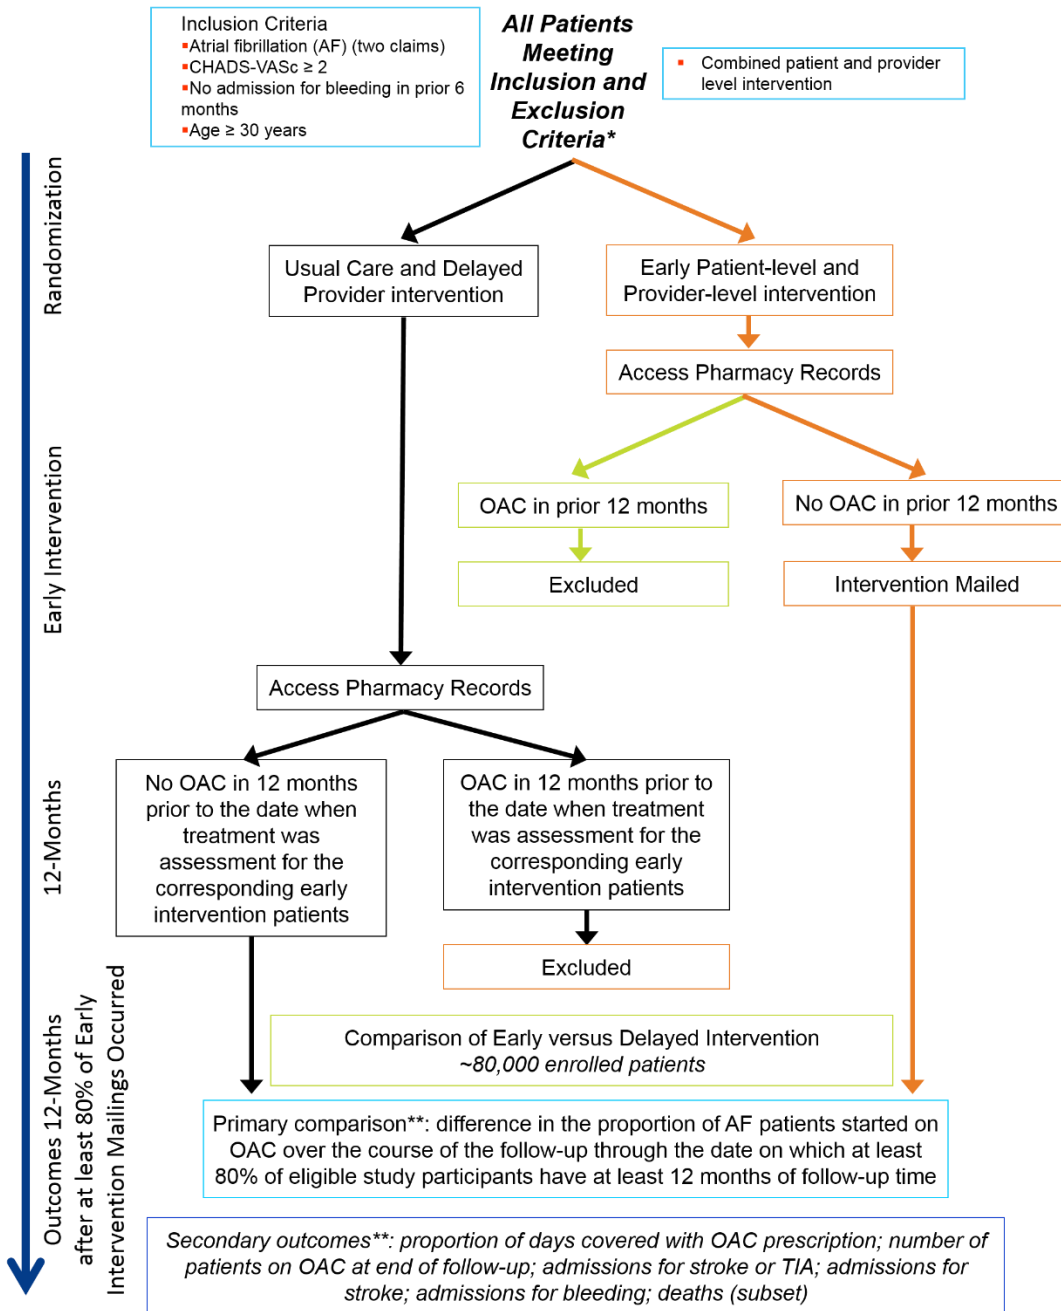 Inclusion Criteria
▪Atrial fibrillation (AF) (two claims)
▪CHADS-VASc ≥ 2
▪No admission for bleeding in prior 6
months
▪Age ≥ 30 years
All Patients
Meeting
Inclusion and
Exclusion
Criteria*
▪ Combined patient and provider
level intervention
Randomization
Usual Care and Delayed
Provider intervention
Early Patient-level and
Provider-level intervention
Access Pharmacy Records
Early Intervention
OAC in prior 12 months
No OAC in prior 12 months
Excluded
Intervention Mailed
Access Pharmacy Records
12-Months
No OAC in 12 months
prior to the date when
treatment was
assessment for the
corresponding early
intervention patients
OAC in 12 months prior to
the date when treatment
was assessment for the
corresponding early
intervention patients
Excluded
Outcomes 12-Months
after at least 80% of Early
Intervention Mailings Occurred
Comparison of Early versus Delayed Intervention
~80,000 enrolled patients
Primary comparison**: difference in the proportion of AF patients started on
OAC over the course of the follow-up through the date on which at least
80% of eligible study participants have at least 12 months of follow-up time
Secondary outcomes**: proportion of days covered with OAC prescription; number of
patients on OAC at end of follow-up; admissions for stroke or TIA; admissions for
stroke; admissions for bleeding; deaths (subset)